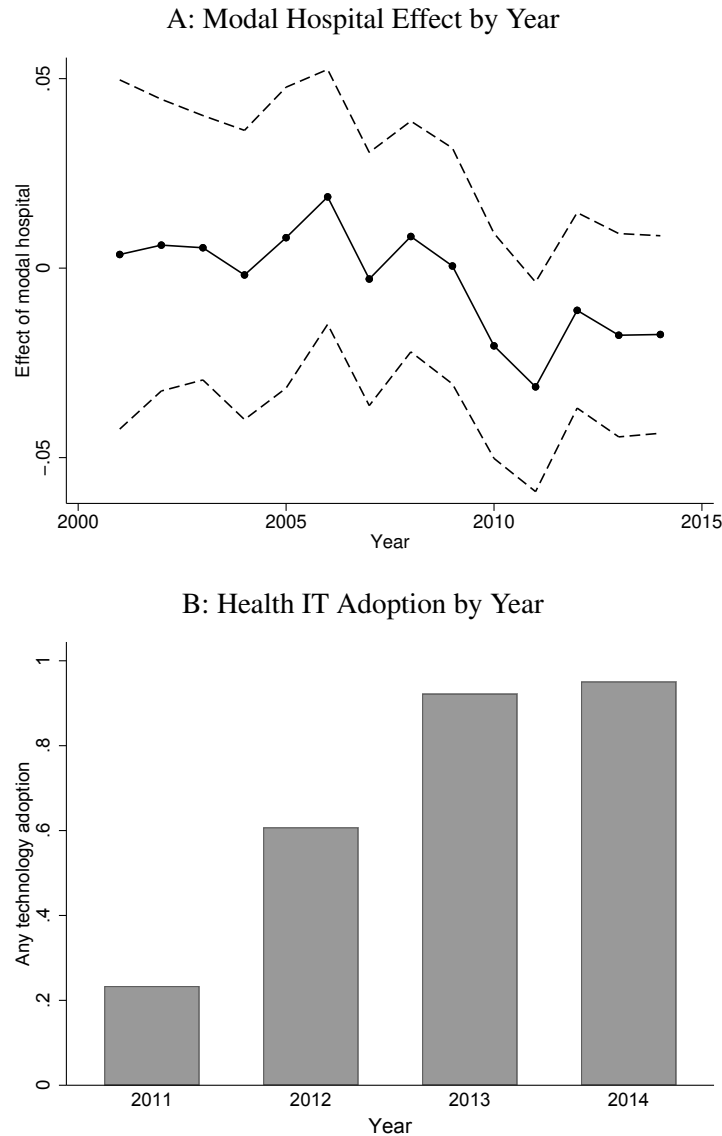 A: Modal Hospital Effect by Year
Effect of modal hospital
.05
0
-.05
2000 2005 2010 2015
Year
B: Health IT Adoption by Year
Any technology adoption
1
.8
.6
.4
.2
0
2011 2012 2013 2014
Year